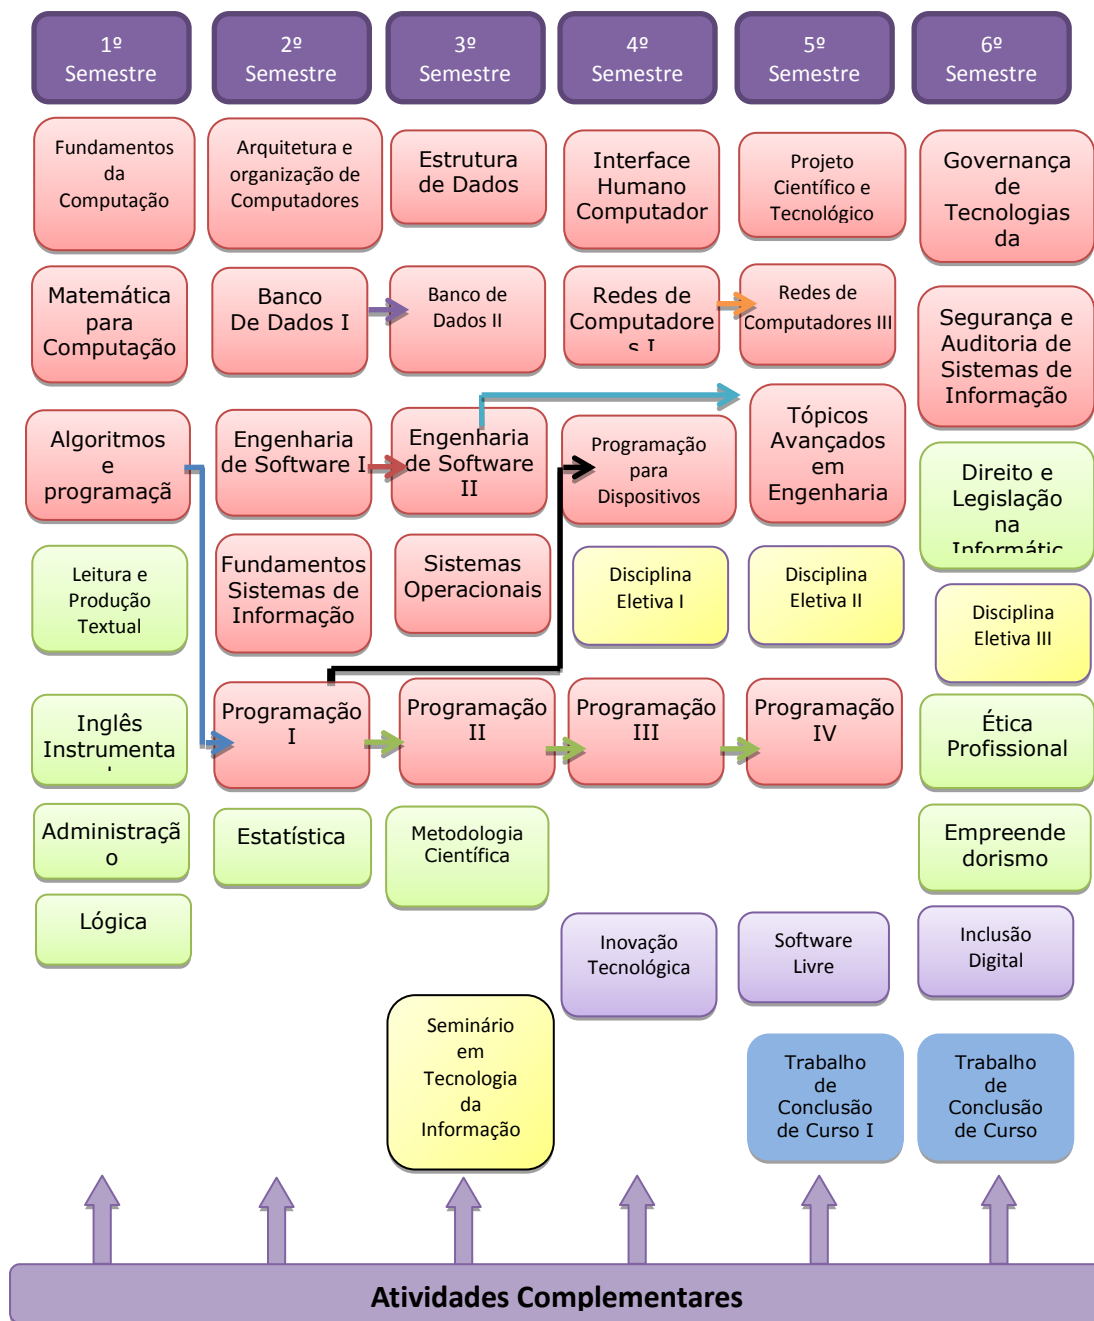 1º
Semestre
2º
Semestre
3º
Semestre
4º
Semestre
5º
Semestre
6º
Semestre
Fundamentos
da
Computação
Arquitetura e
organização de
Computadores
Estrutura
de Dados
Interface
Humano
Computador
Projeto
Científico e
Tecnológico
Governança
de
Tecnologias
da
Matemática
para
Computação
Banco
De Dados I
Banco de
Dados II
Redes de
Computadore
s I
Redes de
Computadores III
Segurança e
Auditoria de
Sistemas de
Informação
Algoritmos
e
programaçã
Engenharia
de Software I
Engenharia
de Software
II
Programação
para
Dispositivos
Tópicos
Avançados
em
Engenharia
Direito e
Legislação
na
Informátic
Leitura e
Produção
Textual
Fundamentos
Sistemas de
Informação
Sistemas
Operacionais
Disciplina
Eletiva I
Disciplina
Eletiva II
Disciplina
Eletiva III
Inglês
Instrumenta
Programação
I
Programação
II
Programação
III
Programação
IV
Ética
Profissional
Administraçã
o
Estatística
Metodologia
Científica
Empreende
dorismo
Lógica
Inovação
Tecnológica
Software
Livre
Inclusão
Digital
Seminário
em
Tecnologia
da
Informação
Trabalho
de
Conclusão
de Curso I
Trabalho
de
Conclusão
de Curso
Atividades Complementares